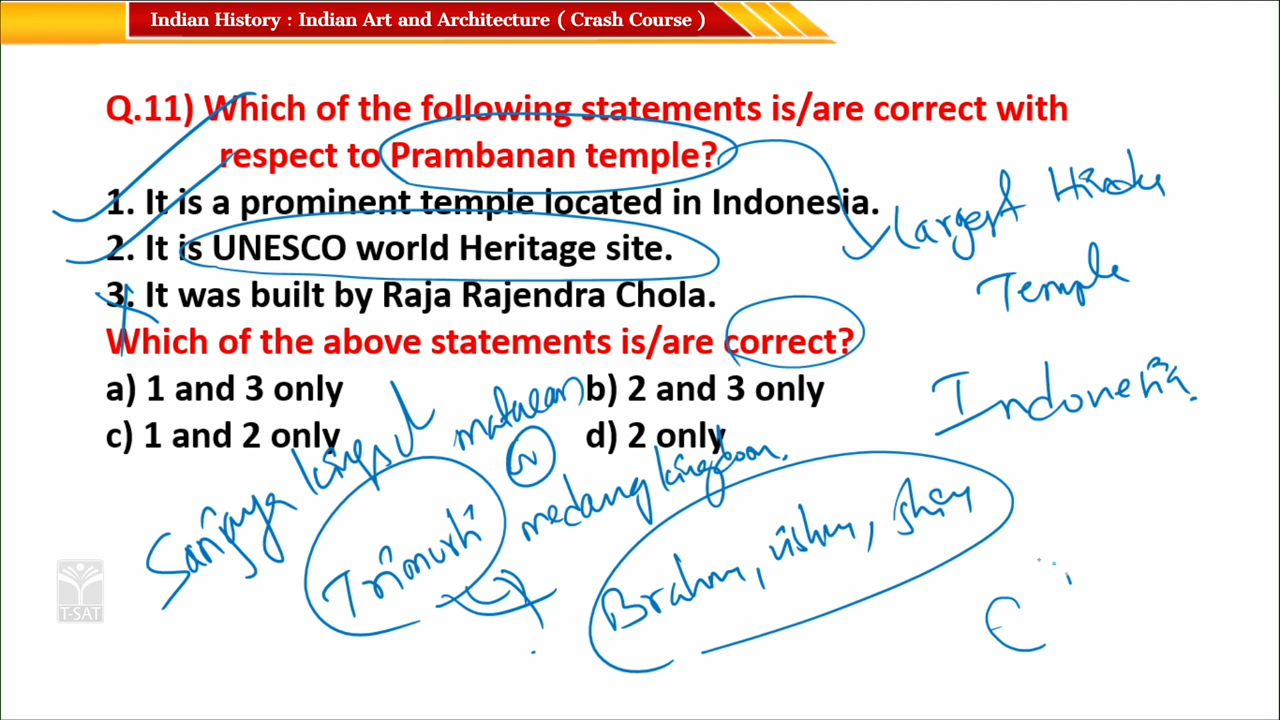 Indian History : Indian Art and Architecture ( Crash Course )
Q.11) Which of the following statements is/are correct with
respect to Prambanan temple?
1. It is a prominent temple located in Indonesia.
2. It is UNESCO world Heritage site.
3. It was built by Raja Rajendra Chola.
Which of the above statements is/are correct?
a) 1 and 3 only
b) 2 and 3 only
c) 1 and 2 only
d) 2 only
Largest Hindu
Temple
Indonesia.
Sanjaya kings
mataram
medang kingdom.
Trimurti
Brahm, vishnu, shiv
T-SAT